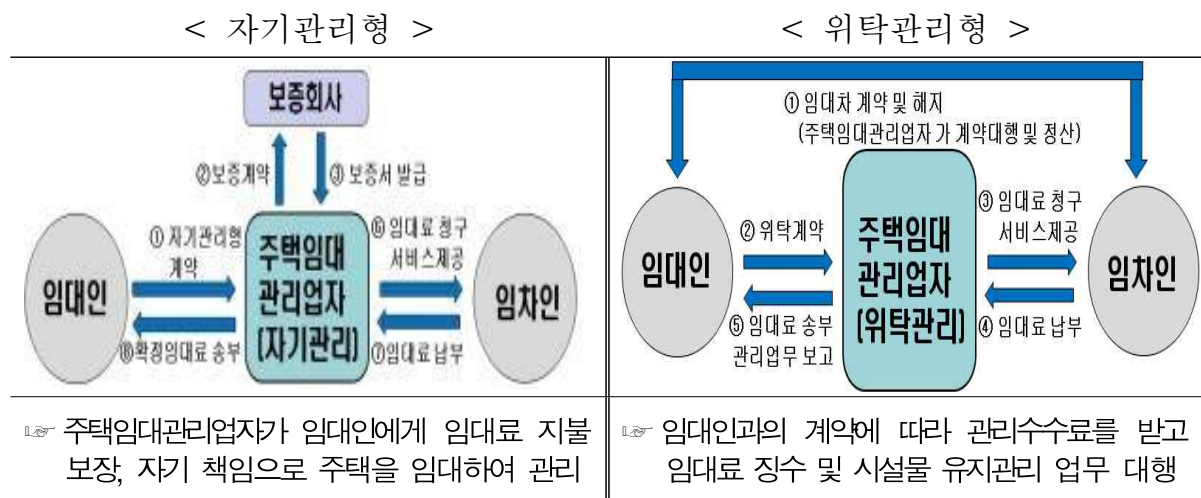 < 자기관리형 >
보증회사
②보증계약
③ 보증서 발급
① 자기관리형
계약
주택임대
관리업자
(자기관리)
⑥ 임대료 청구
서비스제공
임대인
임차인
⑧확정임대료 송부
⑦임대료 납부
☞ 주택임대관리업자가 임대인에게 임대료 지불
보장, 자기 책임으로 주택을 임대하여 관리
< 위탁관리형 >
① 임대차 계약 및 해지
(주택임대관리업자가 계약대행 및 정산)
② 위탁계약
주택임대
관리업자
(위탁관리)
③ 임대료 청구
서비스제공
임대인
임차인
⑤ 임대료 송부
관리업무 보고
④ 임대료 납부
☞ 임대인과의 계약에 따라 관리수수료를 받고
임대료 징수 및 시설물 유지관리 업무 대행